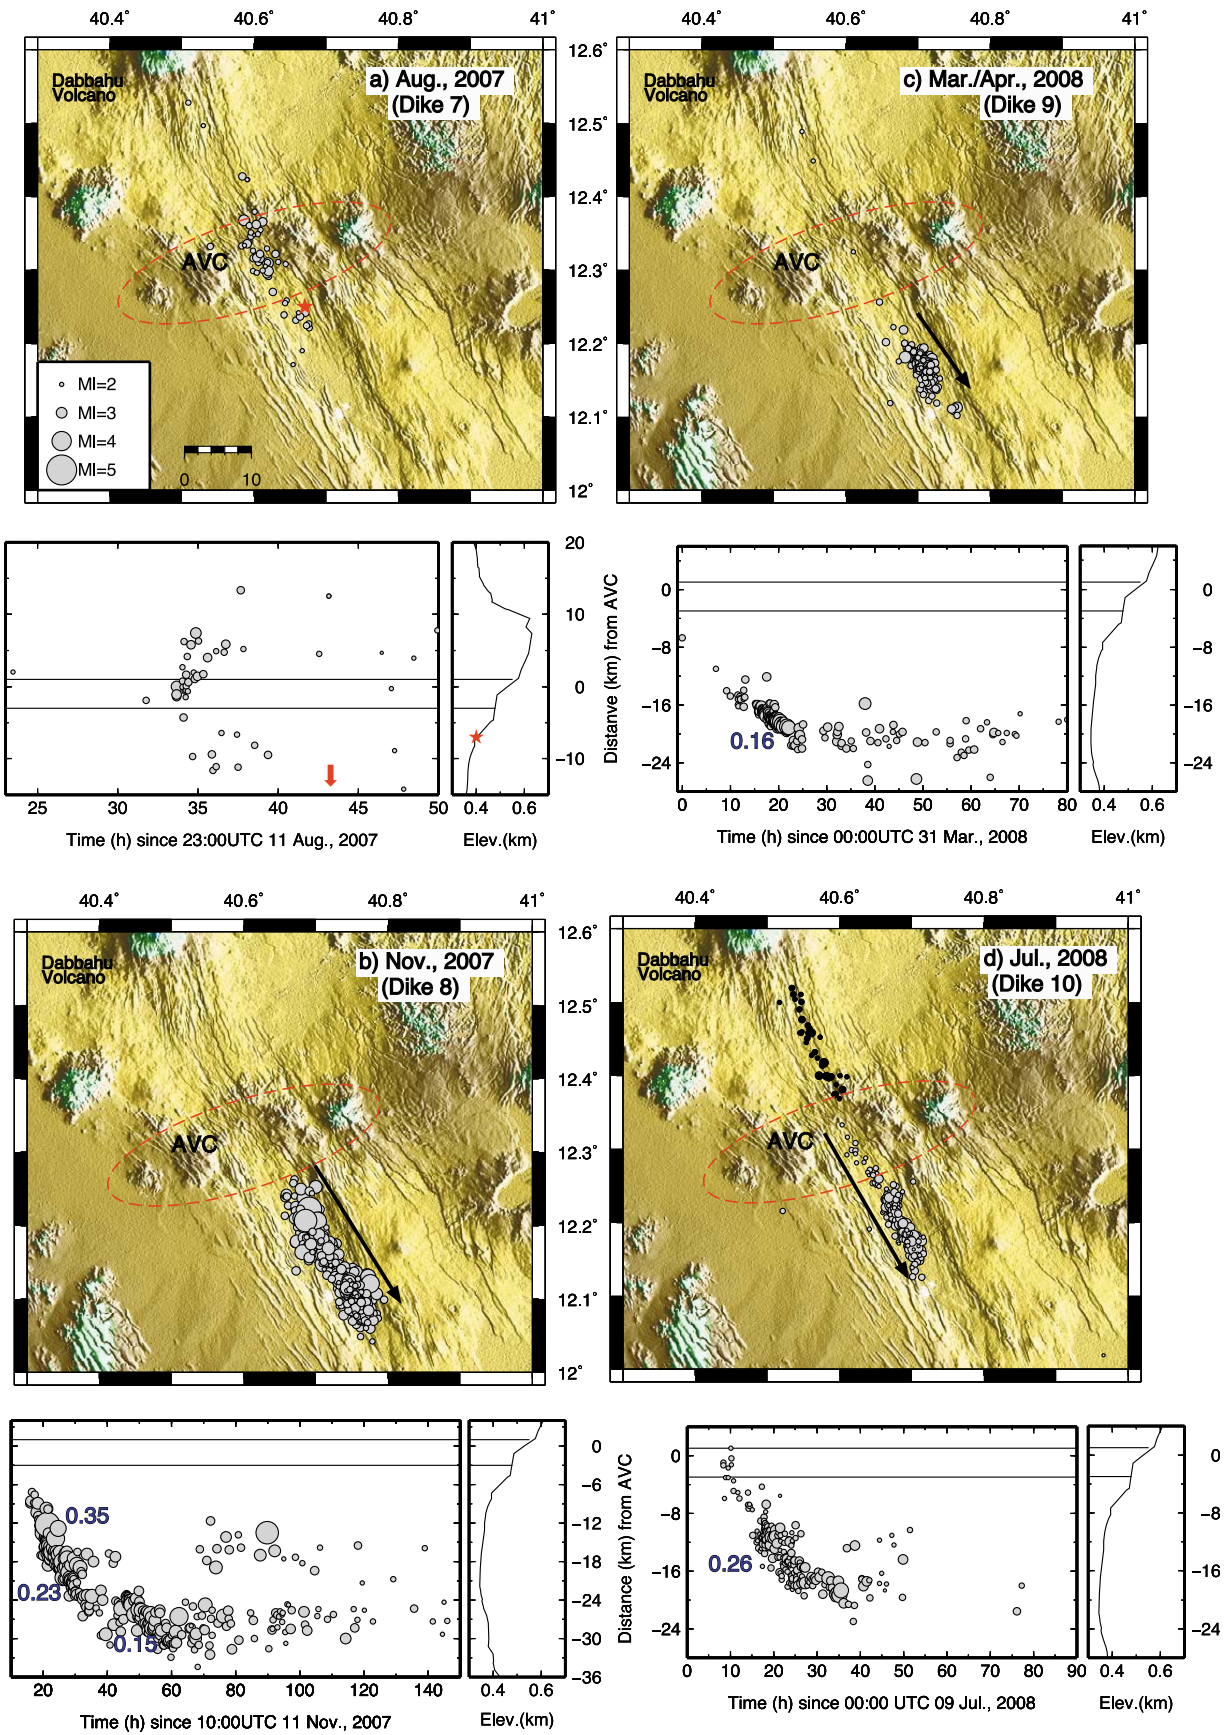 40.4° 40.6° 40.8° 41°
Dabbahu
Volcano
a) Aug., 2007
(Dike 7)
AVC
Ml=2
Ml=3
Ml=4
Ml=5
0 10
12.6°
12.5°
12.4°
12.3°
12.2°
12.1°
12°
40.4° 40.6° 40.8° 41°
Dabbahu
Volcano
c) Mar./Apr., 2008
(Dike 9)
AVC
20
10
0
−10
25 30 35 40 45 50
Time (h) since 23:00UTC 11 Aug., 2007
0.4 0.6
Elev.(km)
Distanve (km) from AVC
0
−8
−16
−24
0.16
0 10 20 30 40 50 60 70 80
Time (h) since 00:00UTC 31 Mar., 2008
0
−8
−16
−24
0.4 0.6
Elev.(km)
40.4° 40.6° 40.8° 41°
Dabbahu
Volcano
b) Nov., 2007
(Dike 8)
AVC
12.6°
12.5°
12.4°
12.3°
12.2°
12.1°
12°
40.4° 40.6° 40.8° 41°
Dabbahu
Volcano
d) Jul., 2008
(Dike 10)
AVC
0.35
0.23
0.15
20 40 60 80 100 120 140
Time (h) since 10:00UTC 11 Nov., 2007
0
−6
−12
−18
−24
−30
−36
0.4 0.6
Elev.(km)
Distance (km) from AVC
0
−8
−16
−24
0.26
0 10 20 30 40 50 60 70 80 90
Time (h) since 00:00 UTC 09 Jul., 2008
0
−8
−16
−24
0.4 0.6
Elev.(km)